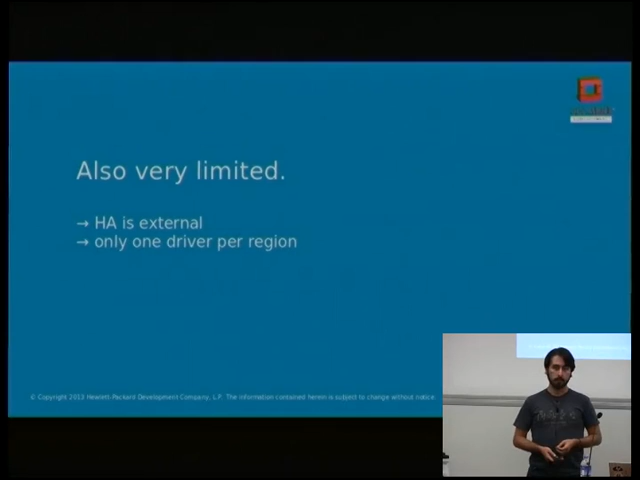 Also very limited.
→ HA is external
→ only one driver per region
© Copyright 2013 Hewlett-Packard Development Company, L.P. The information contained herein is subject to change without notice.